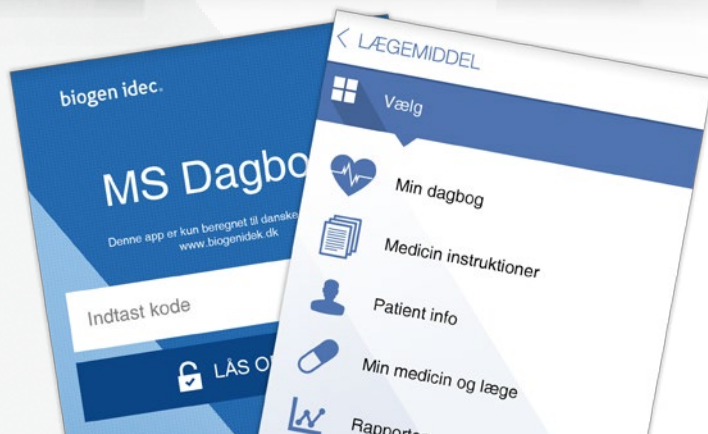 biogen idec.
MS Dagbo
Denne app er kun beregnet til danske
www.biogenidek.dk
Indtast kode
LÅS O
< LÆGEMIDDEL
Vælg
Min dagbog
Medicin instruktioner
Patient info
Min medicin og læge
Rapporte